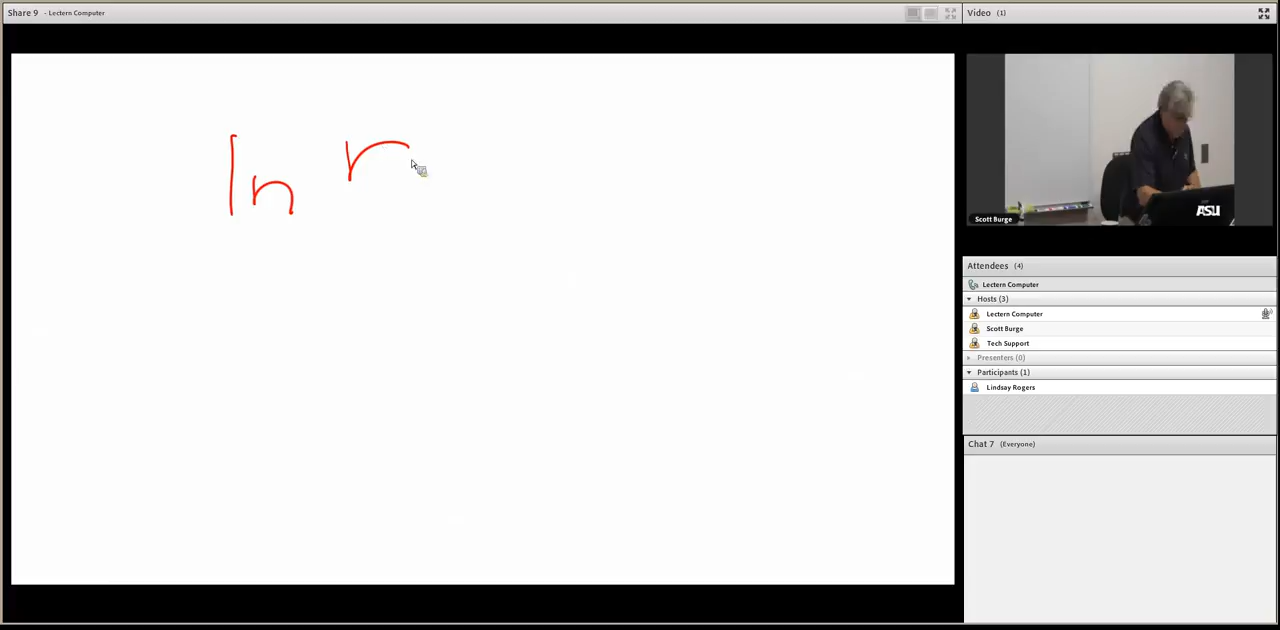 Share 9 - Lectern Computer
Video (1)
ln r
Scott Burge
ASU
Attendees (4)
Lectern Computer
Hosts (3)
Lectern Computer
Scott Burge
Tech Support
Presenters (0)
Participants (1)
Lindsay Rogers
Chat 7 (Everyone)